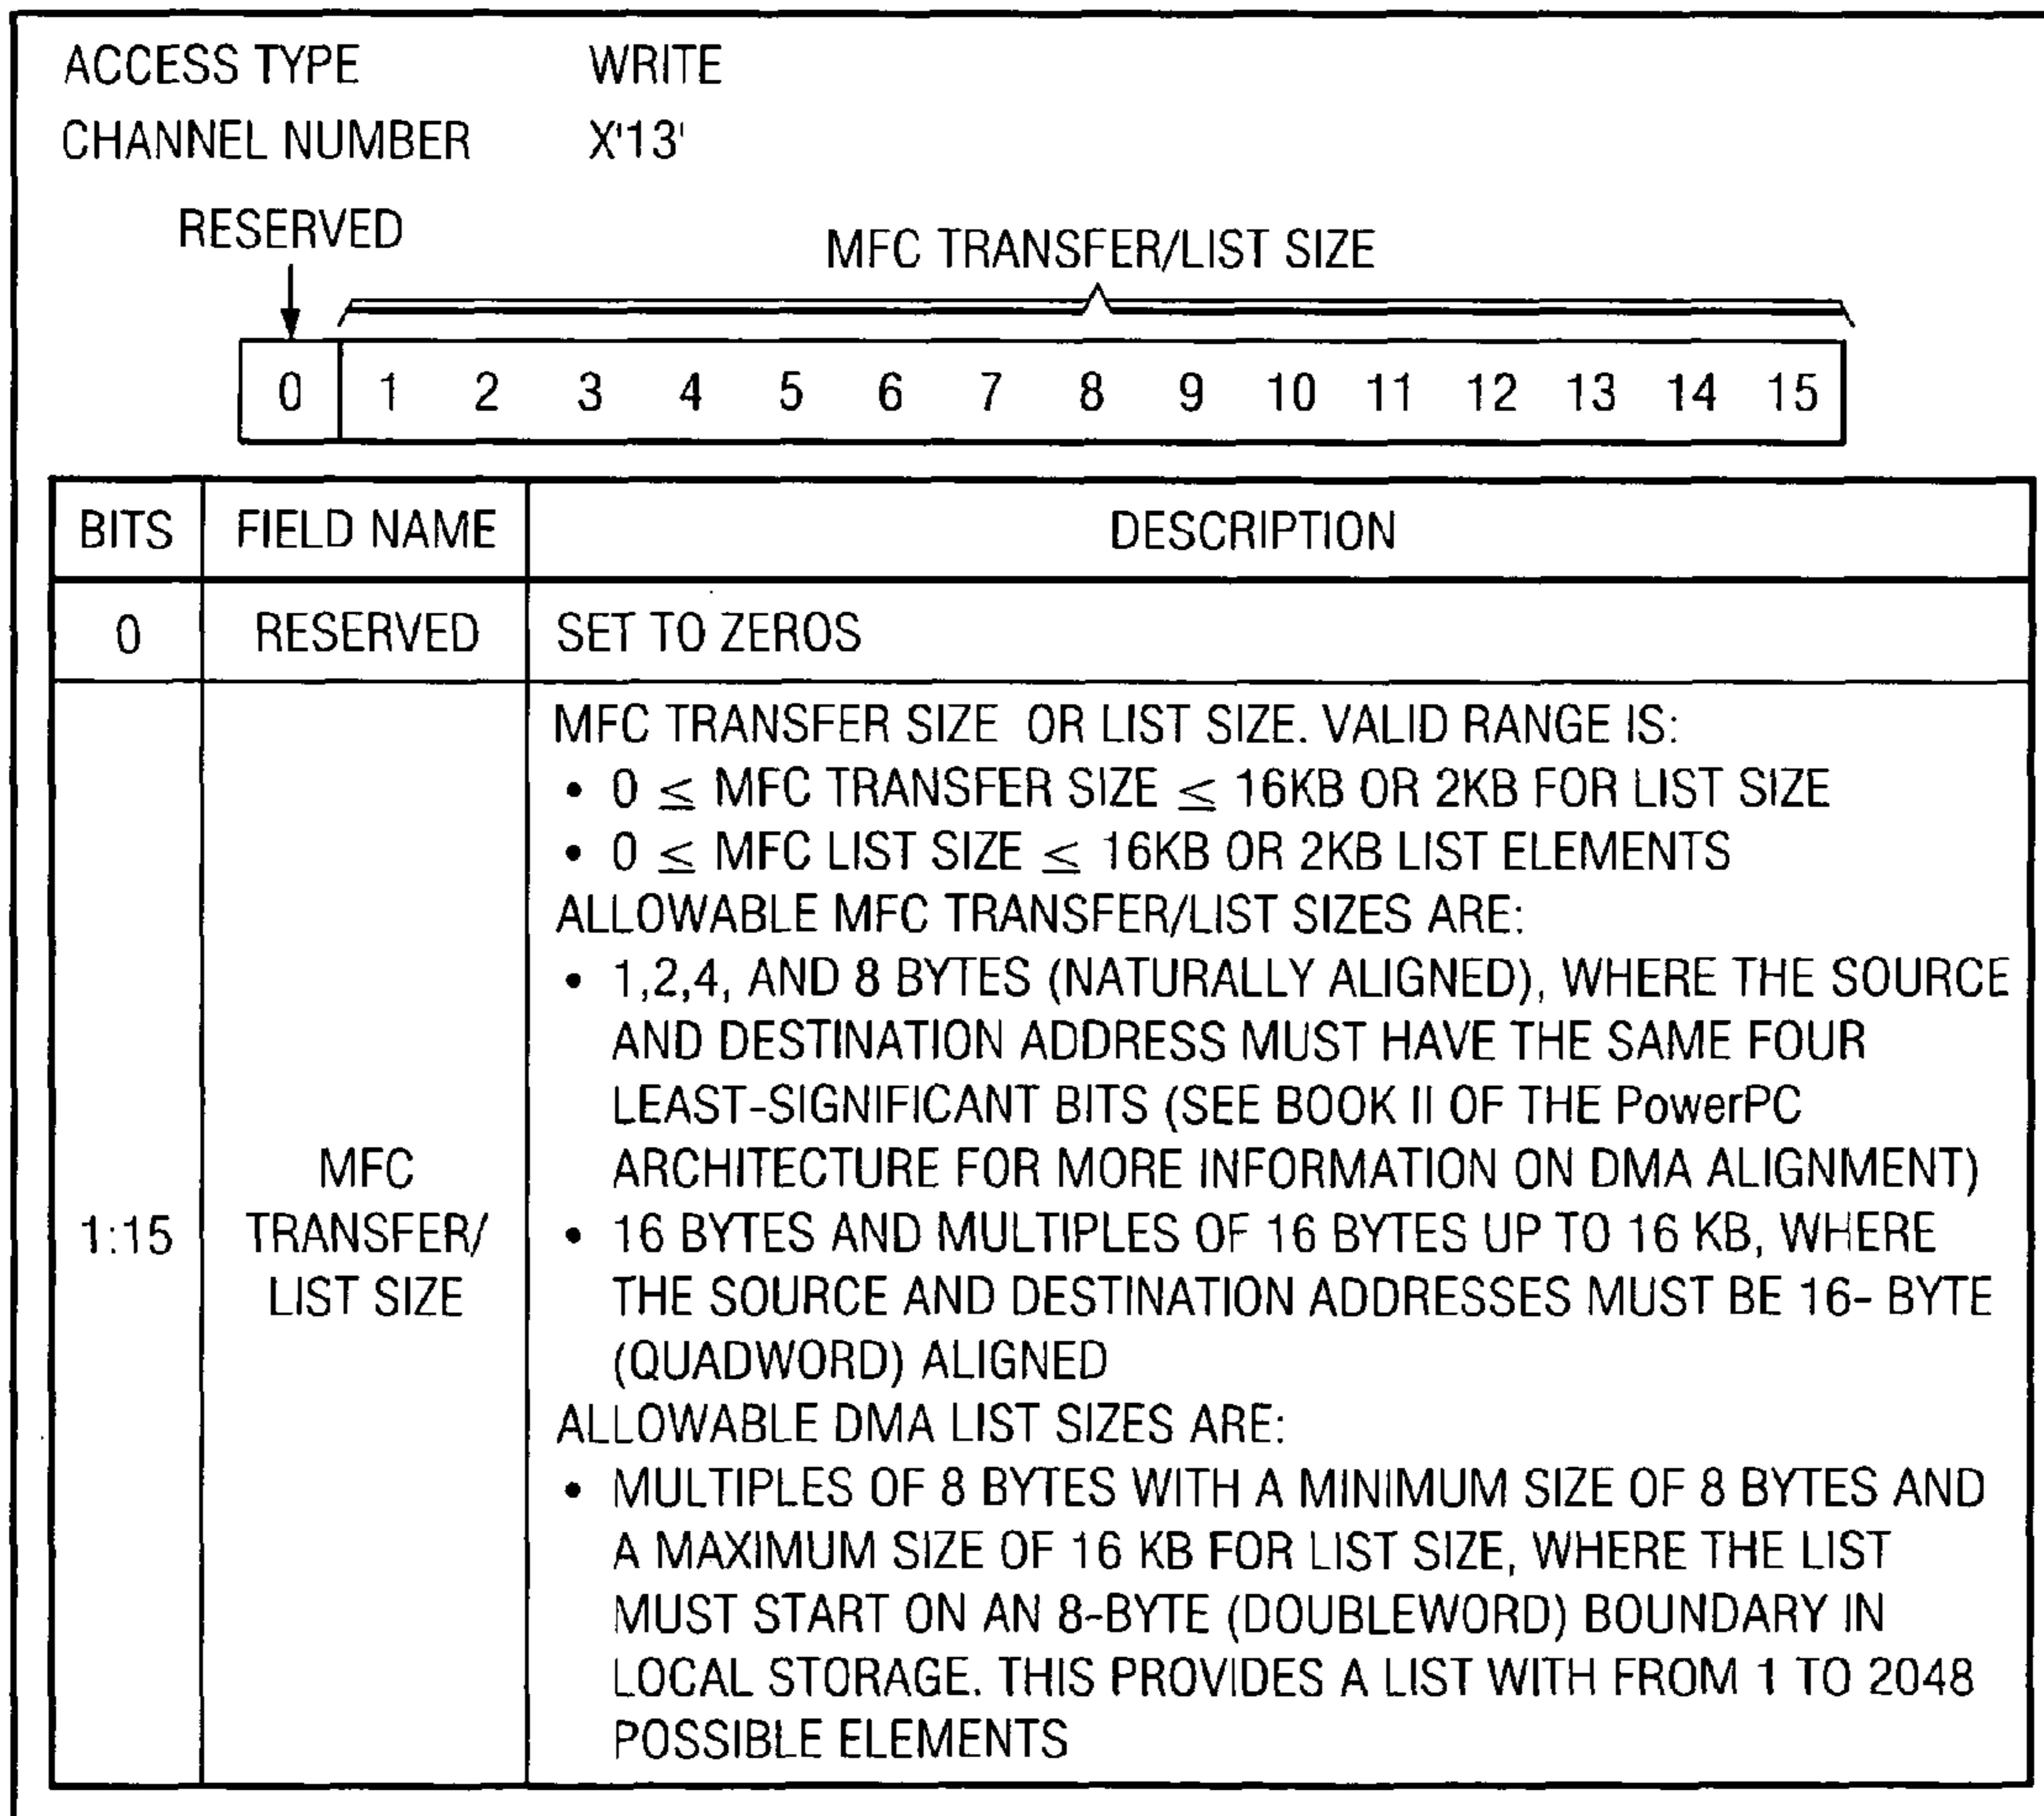 ACCESS TYPE WRITE
CHANNEL NUMBER X'13'
RESERVED
MFC TRANSFER/LIST SIZE
0 1 2 3 4 5 6 7 8 9 10 11 12 13 14 15
BITS FIELD NAME DESCRIPTION
0 RESERVED SET TO ZEROS
1:15
MFC
TRANSFER/
LIST SIZE
MFC TRANSFER SIZE OR LIST SIZE. VALID RANGE IS:
• 0 ≤ MFC TRANSFER SIZE ≤ 16KB OR 2KB FOR LIST SIZE
• 0 ≤ MFC LIST SIZE ≤ 16KB OR 2KB LIST ELEMENTS
ALLOWABLE MFC TRANSFER/LIST SIZES ARE:
• 1,2,4, AND 8 BYTES (NATURALLY ALIGNED), WHERE THE SOURCE
AND DESTINATION ADDRESS MUST HAVE THE SAME FOUR
LEAST-SIGNIFICANT BITS (SEE BOOK II OF THE PowerPC
ARCHITECTURE FOR MORE INFORMATION ON DMA ALIGNMENT)
• 16 BYTES AND MULTIPLES OF 16 BYTES UP TO 16 KB, WHERE
THE SOURCE AND DESTINATION ADDRESSES MUST BE 16- BYTE
(QUADWORD) ALIGNED
ALLOWABLE DMA LIST SIZES ARE:
• MULTIPLES OF 8 BYTES WITH A MINIMUM SIZE OF 8 BYTES AND
A MAXIMUM SIZE OF 16 KB FOR LIST SIZE, WHERE THE LIST
MUST START ON AN 8-BYTE (DOUBLEWORD) BOUNDARY IN
LOCAL STORAGE. THIS PROVIDES A LIST WITH FROM 1 TO 2048
POSSIBLE ELEMENTS